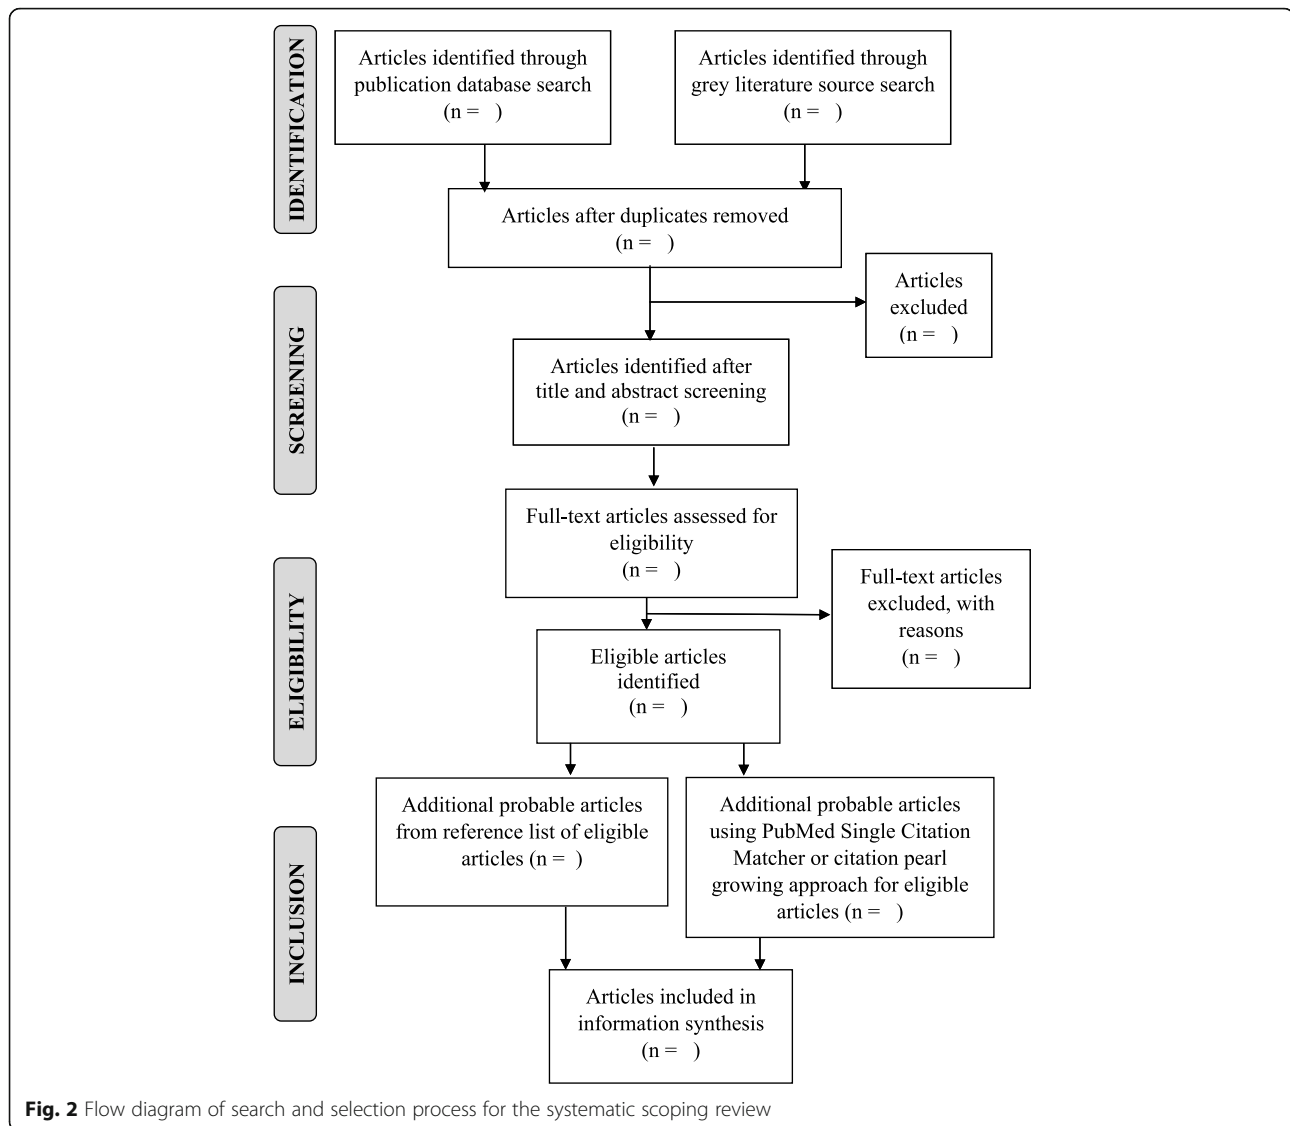 IDENTIFICATION
Articles identified through
publication database search
(n = )
Articles identified through
grey literature source search
(n = )
Articles after duplicates removed
(n = )
SCREENING
Articles
excluded
(n = )
Articles identified after
title and abstract screening
(n = )
Full-text articles assessed for
eligibility
(n = )
ELIGIBILITY
Full-text articles
excluded, with
reasons
(n = )
Eligible articles
identified
(n = )
INCLUSION
Additional probable articles
from reference list of eligible
articles (n = )
Additional probable articles
using PubMed Single Citation
Matcher or citation pearl
growing approach for eligible
articles (n = )
Articles included in
information synthesis
(n = )
Fig. 2 Flow diagram of search and selection process for the systematic scoping review